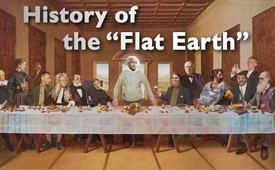 History of
the “Flat Earth”